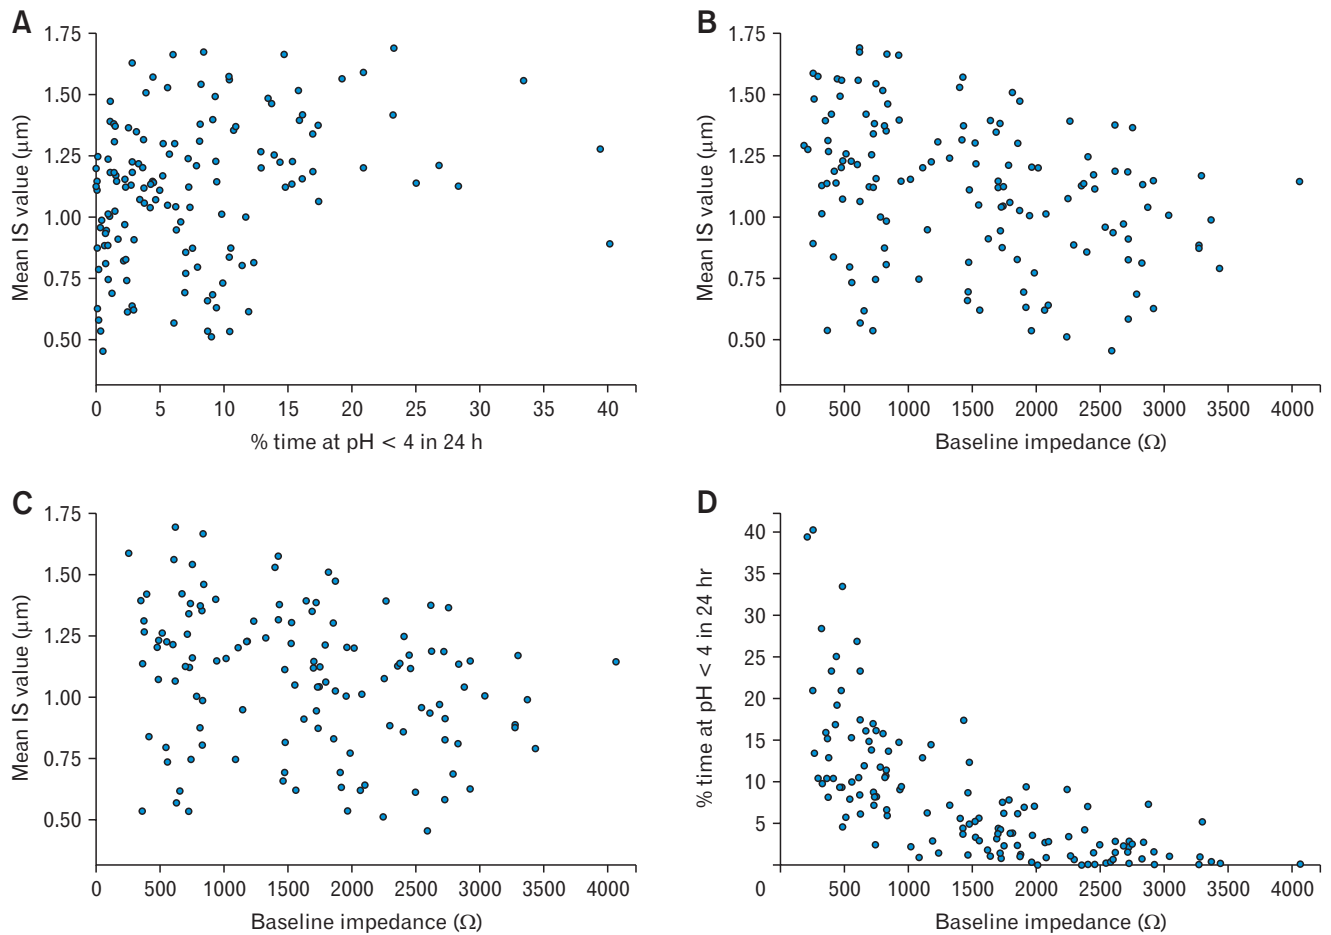 A
1.75
1.50
1.25
1.00
0.75
0.50
Mean IS value (μm)
0 5 10 15 20 25 30 35 40
% time at pH < 4 in 24 h
B
1.75
1.50
1.25
1.00
0.75
0.50
Mean IS value (μm)
0 500 1000 1500 2000 2500 3000 3500 4000
Baseline impedance (Ω)
C
1.75
1.50
1.25
1.00
0.75
0.50
Mean IS value (μm)
0 500 1000 1500 2000 2500 3000 3500 4000
Baseline impedance (Ω)
D
40
35
30
25
20
15
10
5
% time at pH < 4 in 24 hr
0 500 1000 1500 2000 2500 3000 3500 4000
Baseline impedance (Ω)